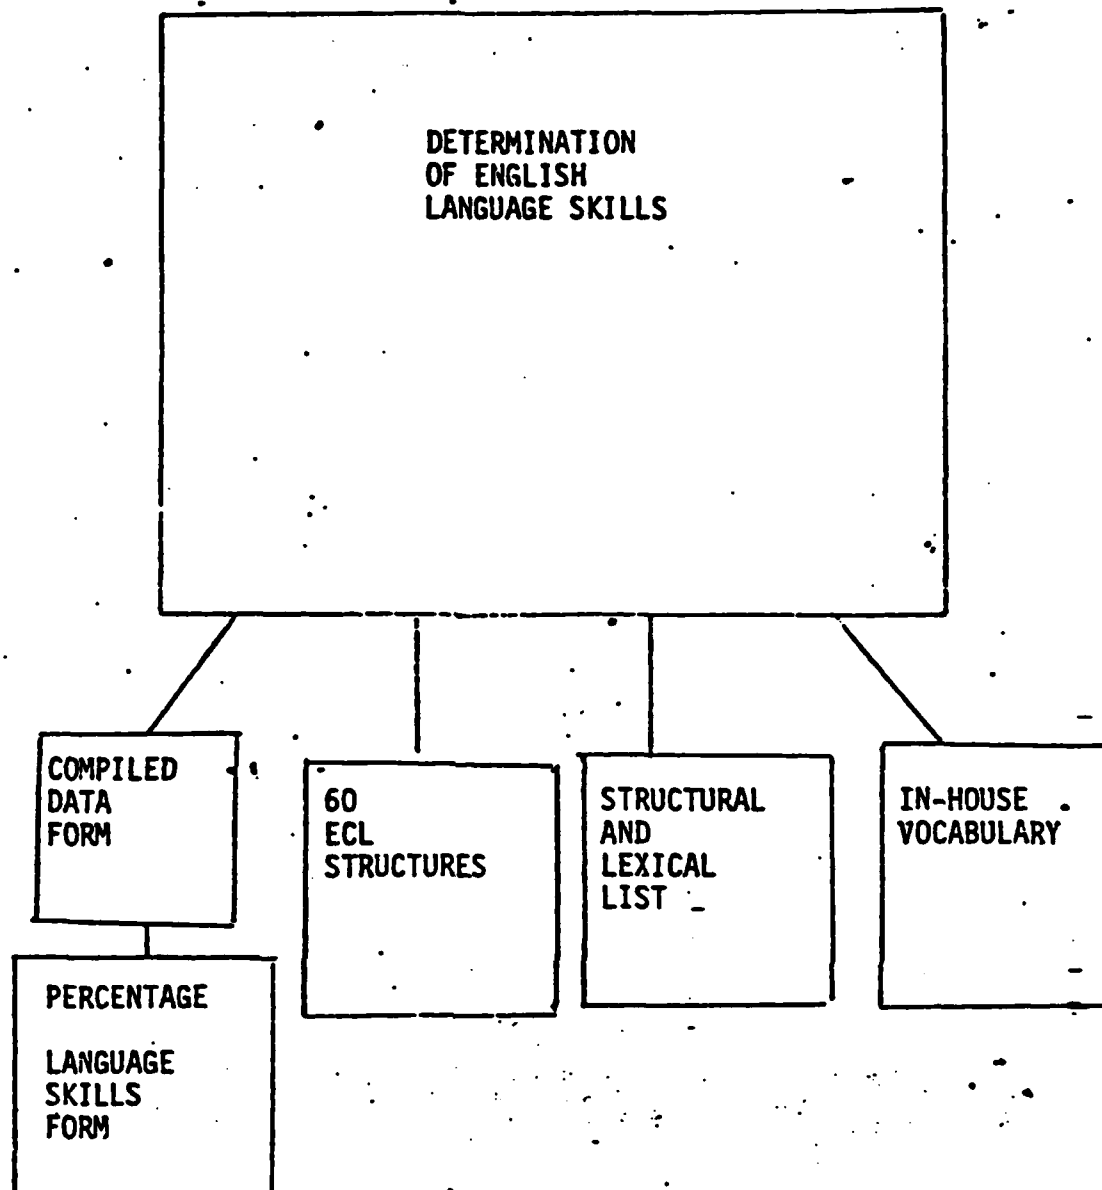 DETERMINATION
OF ENGLISH
LANGUAGE SKILLS
COMPILED
DATA
FORM
60
ECL
STRUCTURES
STRUCTURAL
AND
LEXICAL
LIST
IN-HOUSE
VOCABULARY
PERCENTAGE
LANGUAGE
SKILLS
FORM